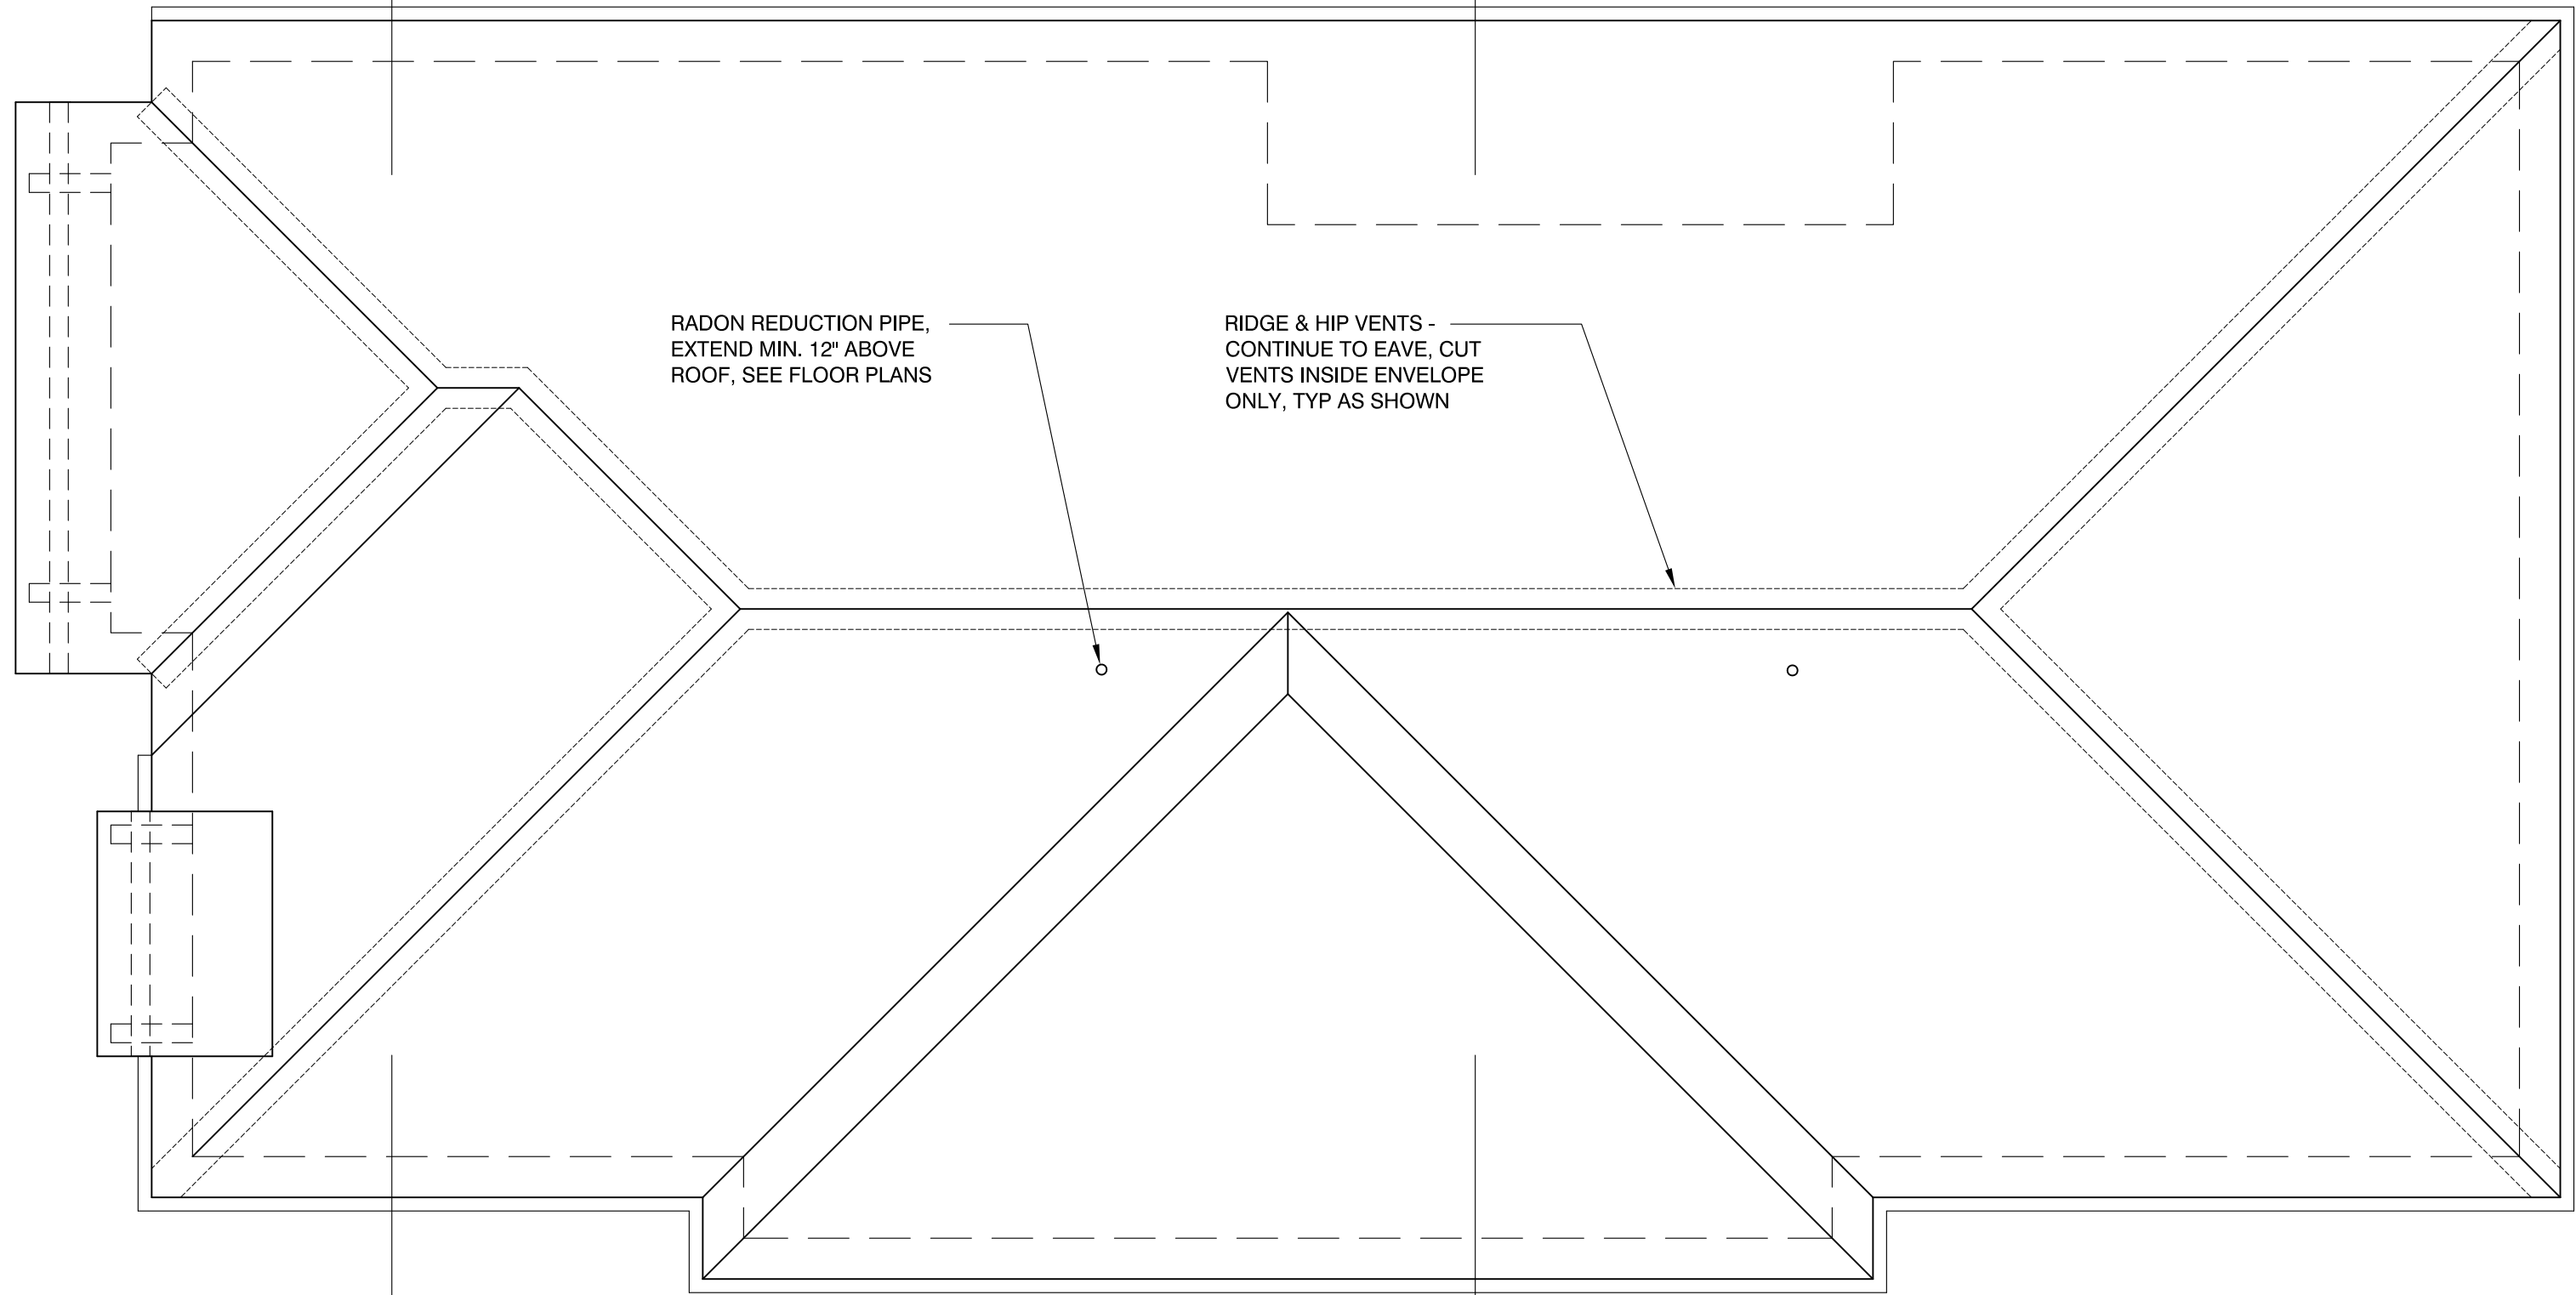 RADON REDUCTION PIPE,
EXTEND MIN. 12" ABOVE
ROOF, SEE FLOOR PLANS
RIDGE & HIP VENTS -
CONTINUE TO EAVE, CUT
VENTS INSIDE ENVELOPE
ONLY, TYP AS SHOWN